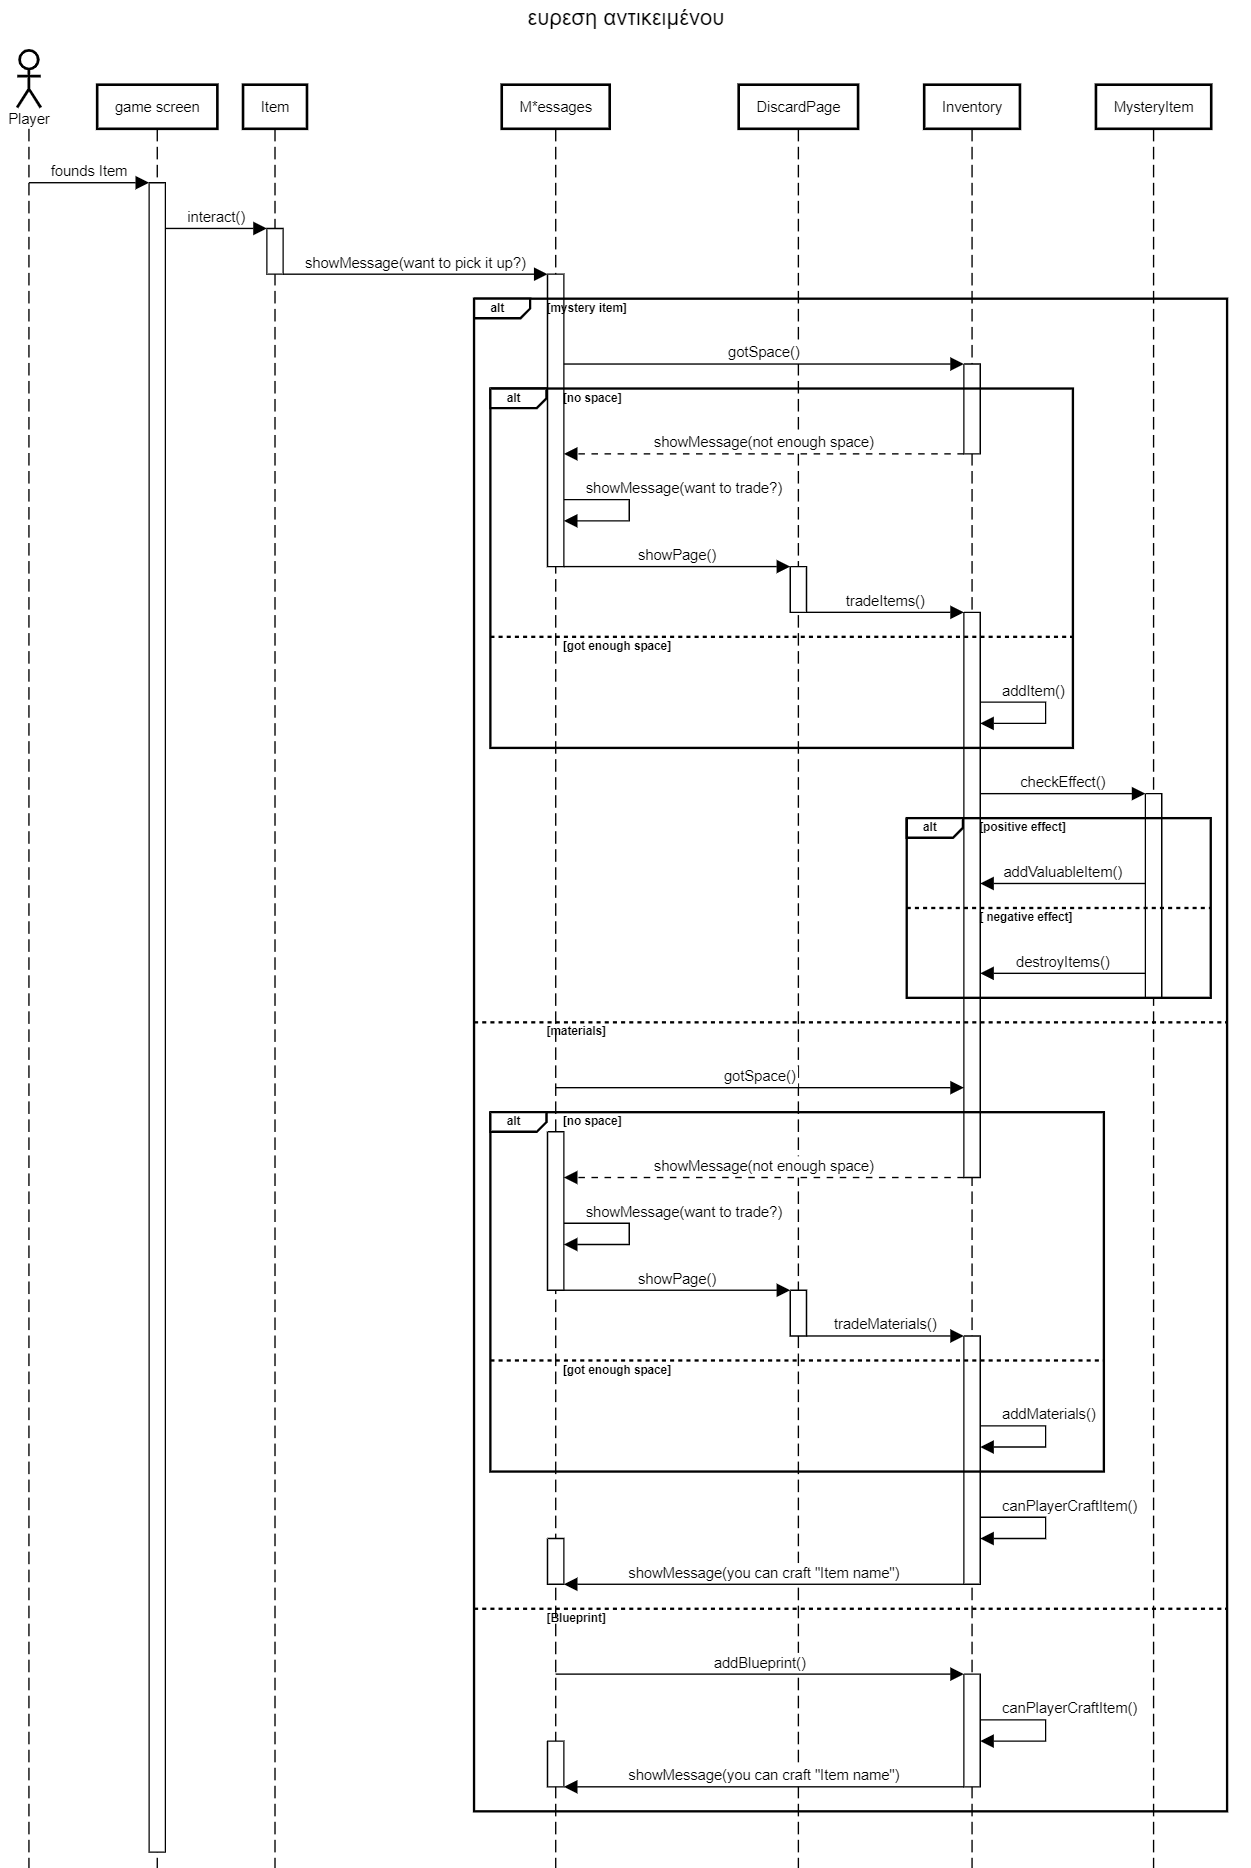 ευρεση αντικειμένου
Player
game screen
Item
M*essages
DiscardPage
Inventory
MysteryItem
founds Item
interact()
showMessage(want to pick it up?)
alt
[mystery item]
gotSpace()
alt
[no space]
showMessage(not enough space)
showMessage(want to trade?)
showPage()
tradeItems()
[got enough space]
addItem()
checkEffect()
alt
[positive effect]
addValuableItem()
[ negative effect]
destroyItems()
[materials]
gotSpace()
alt
[no space]
showMessage(not enough space)
showMessage(want to trade?)
showPage()
tradeMaterials()
[got enough space]
addMaterials()
canPlayerCraftItem()
showMessage(you can craft "Item name")
[Blueprint]
addBlueprint()
canPlayerCraftItem()
showMessage(you can craft "Item name")